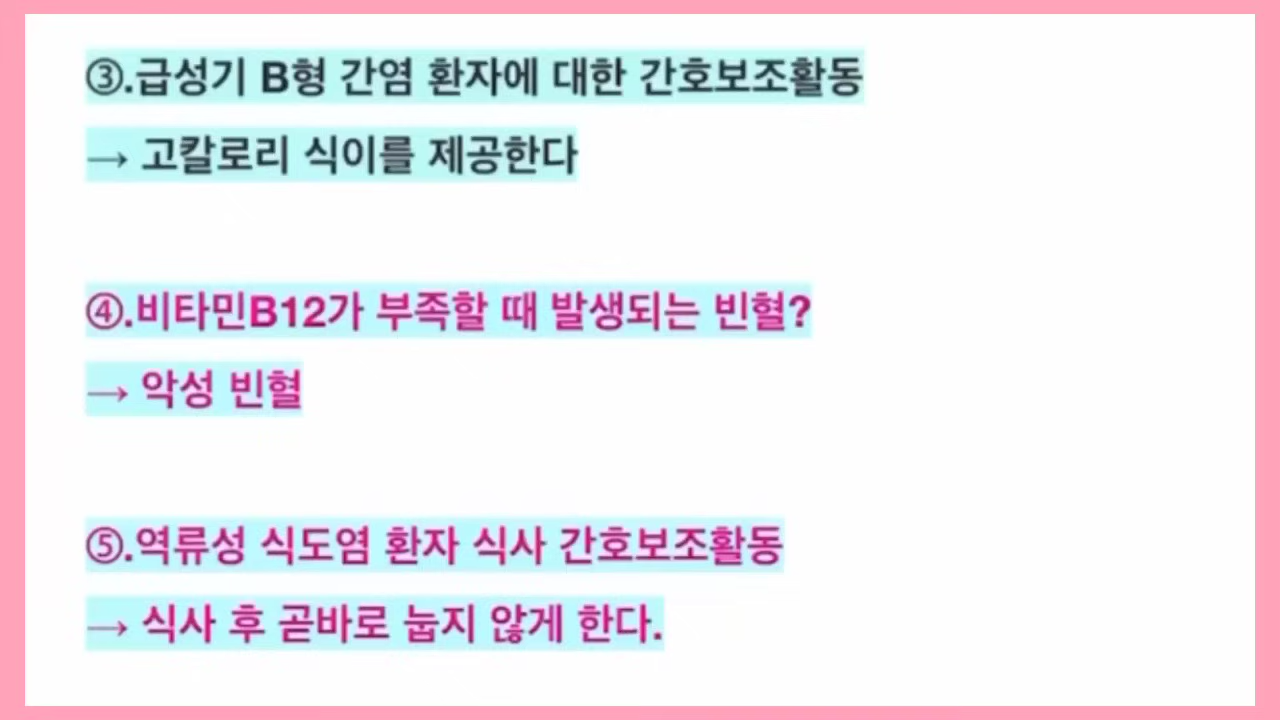 ③.급성기 B형 간염 환자에 대한 간호보조활동
→ 고칼로리 식이를 제공한다
④.비타민B12가 부족할 때 발생되는 빈혈?
→ 악성 빈혈
⑤.역류성 식도염 환자 식사 간호보조활동
→ 식사 후 곧바로 눕지 않게 한다.